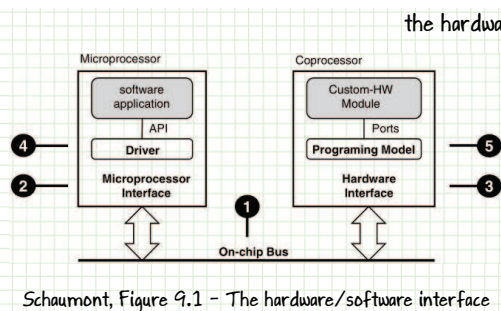 the hardwa
Microprocessor
Coprocessor
software
application
API
Driver
Microprocessor
Interface
Custom-HW
Module
Ports
Programing Model
Hardware
Interface
4
2
1
5
3
On-chip Bus
Schaumont, Figure 9.1 - The hardware/software interface